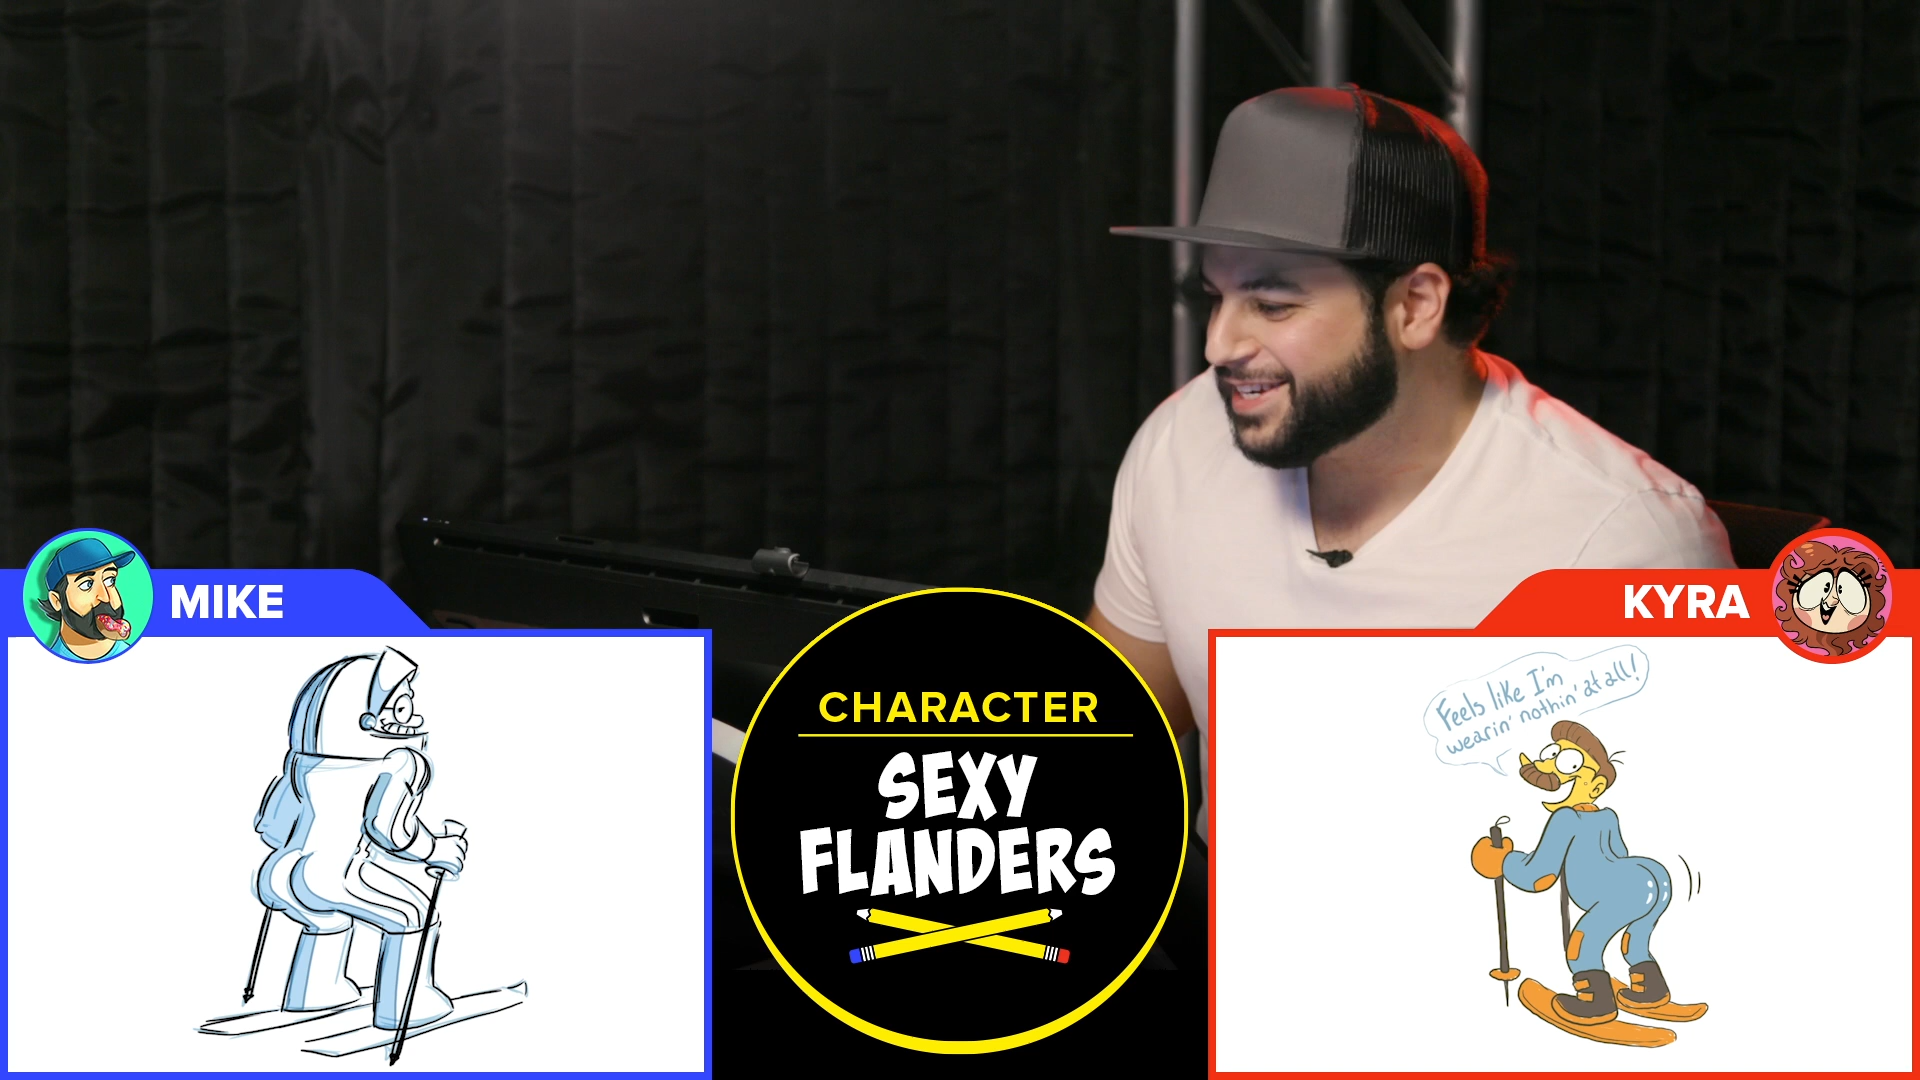 MIKE
KYRA
CHARACTER
SEXY
FLANDERS
Feels like I'm
wearin' nothin' at all!